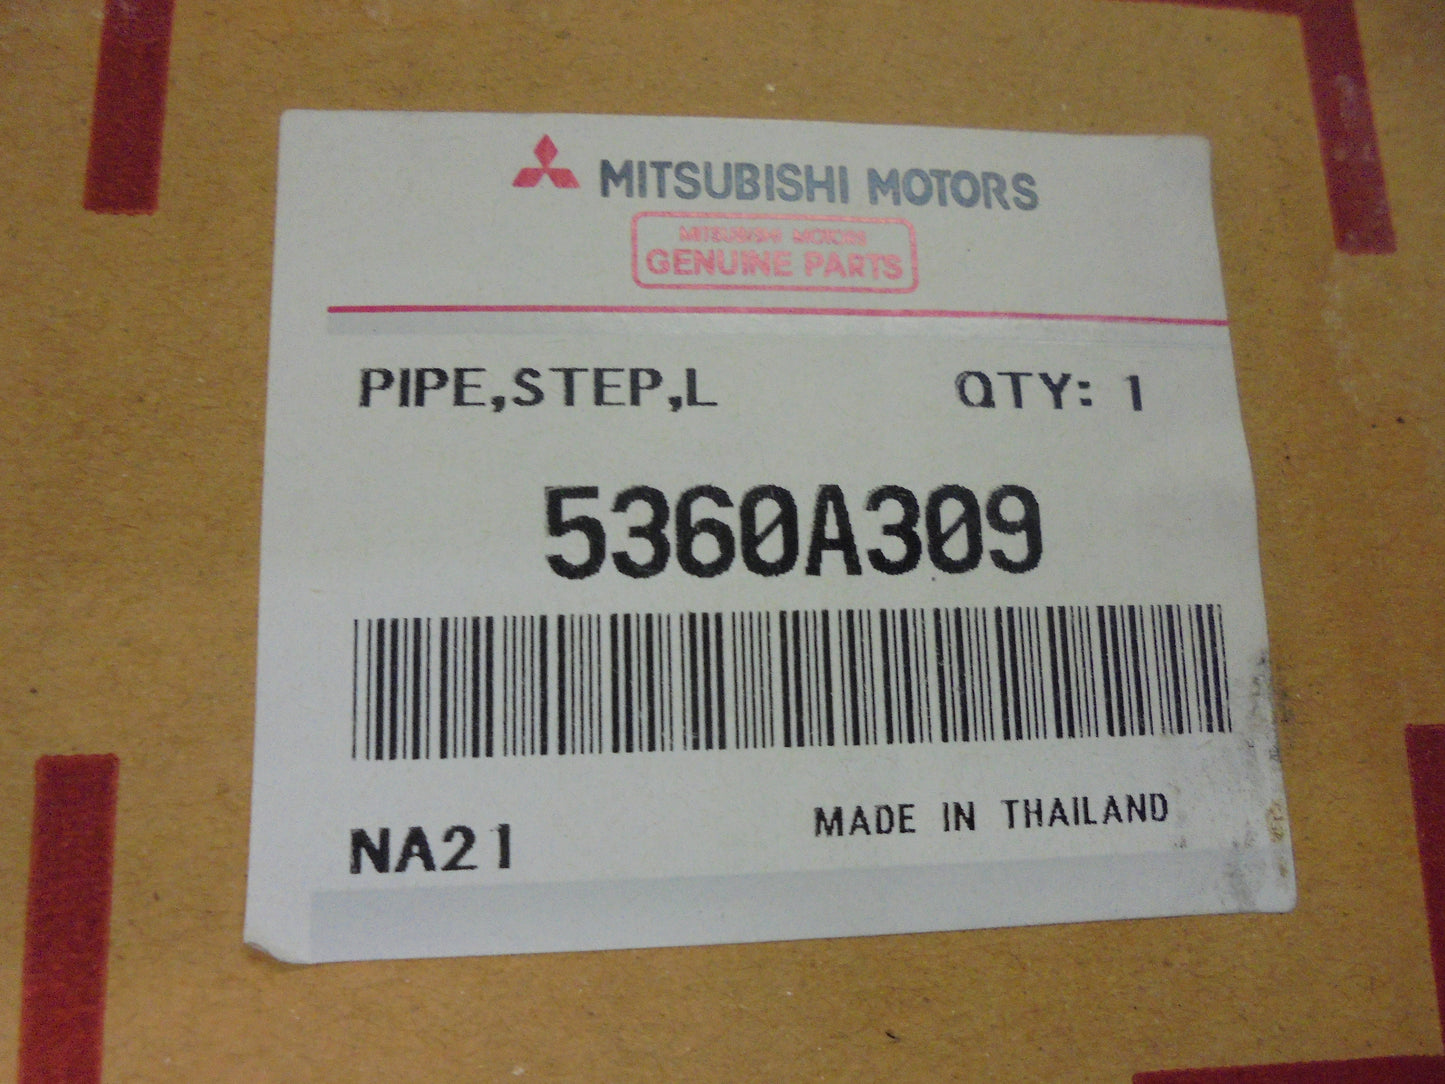 MITSUBISHI MOTORS
MITSUBISHI MOTORS
GENUINE PARTS
PIPE,STEP,L QTY: 1
5360A309
NA21 MADE IN THAILAND